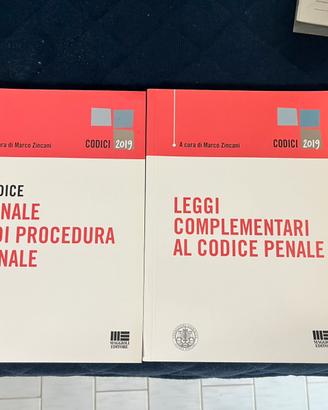 ra di Marco Zincani
CODICI 2019
DICE
NALE
DI PROCEDURA
NALE
MAGGIOLI
EDITORE
A cura di Marco Zincani
CODICI 2019
LEGGI
COMPLEMENTARI
AL CODICE PENALE
MAGGIOLI
EDITORE